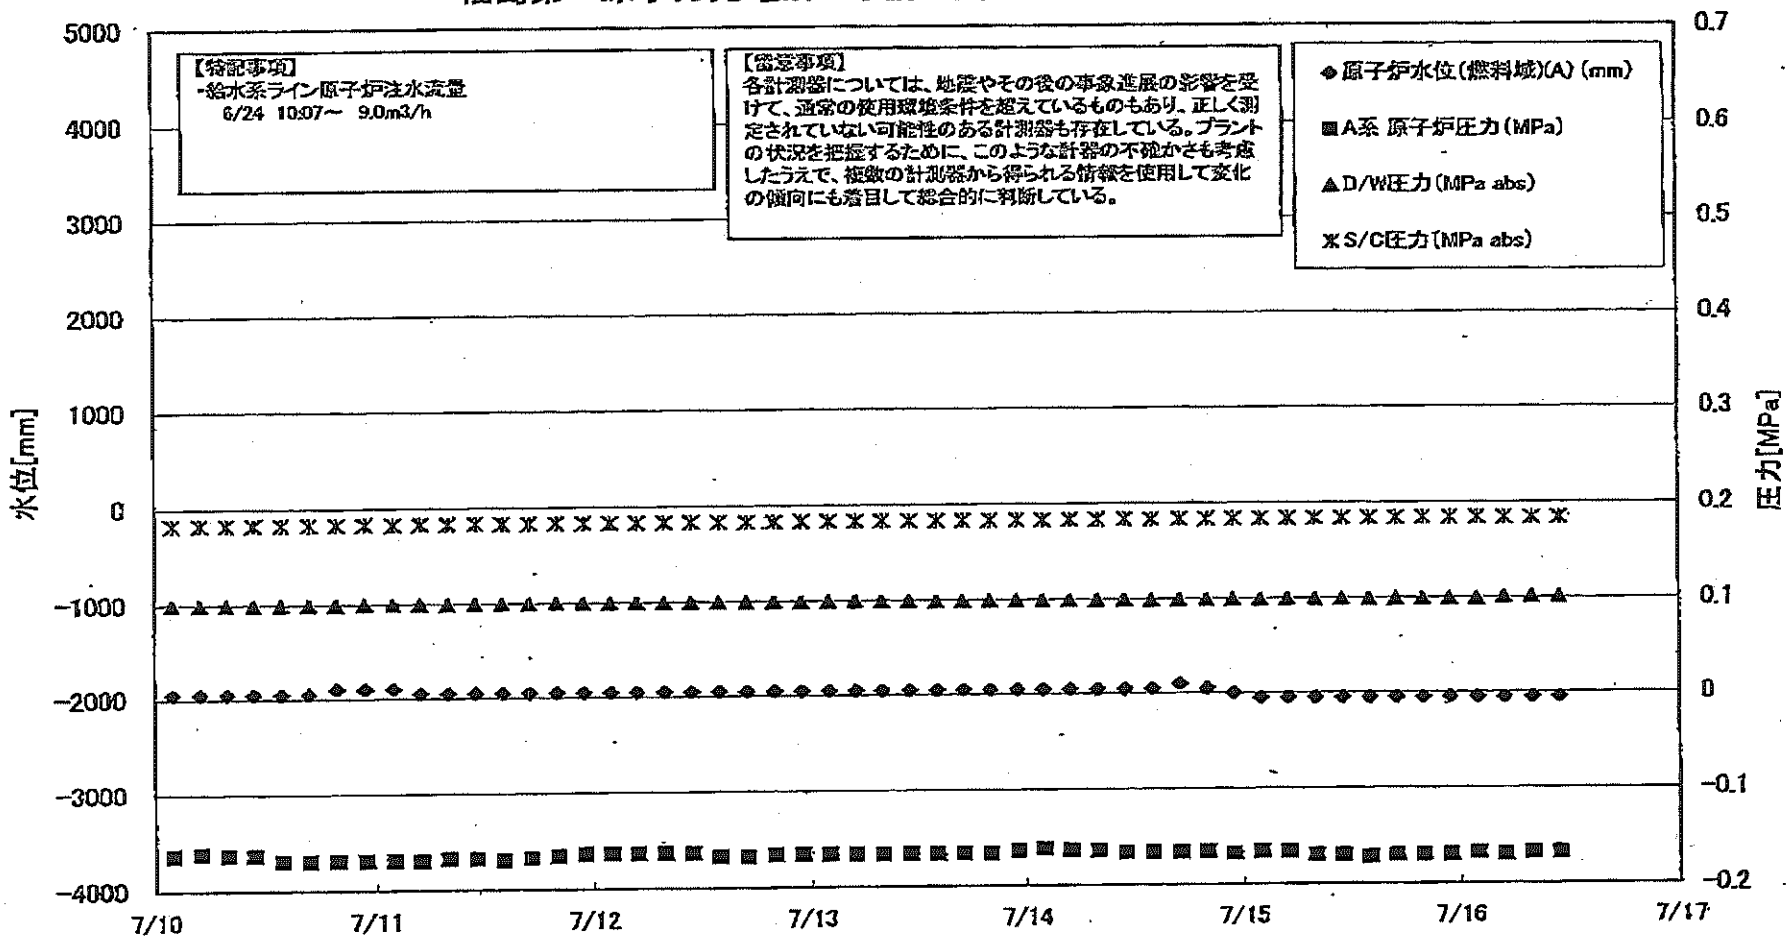 【特記事項】
・給水系ライン原子炉注水流量
6/24 10:07～ 9.0m3/h
【留意事項】
各計測器については、地震やその後の事象進展の影響を受
けて、通常の使用環境条件を超えているものもあり、正しく測
定されていない可能性のある計測器も存在している。プラント
の状況を把握するために、このような計器の不確かさも考慮
したうえで、複数の計測器から得られる情報を使用して変化
の傾向にも着目して総合的に判断している。
◆原子炉水位(燃料域)(A) (mm)
■A系 原子炉圧力(MPa)
▲D/W圧力(MPa abs)
S/C圧力(MPa abs)
5000
4000
3000
2000
1000
0
-1000
-2000
-3000
-4000
水位[mm]
0.7
0.6
0.5
0.4
0.3
0.2
0.1
0
-0.1
-0.2
圧力[MPa]
7/10 7/11 7/12 7/13 7/14 7/15 7/16 7/17